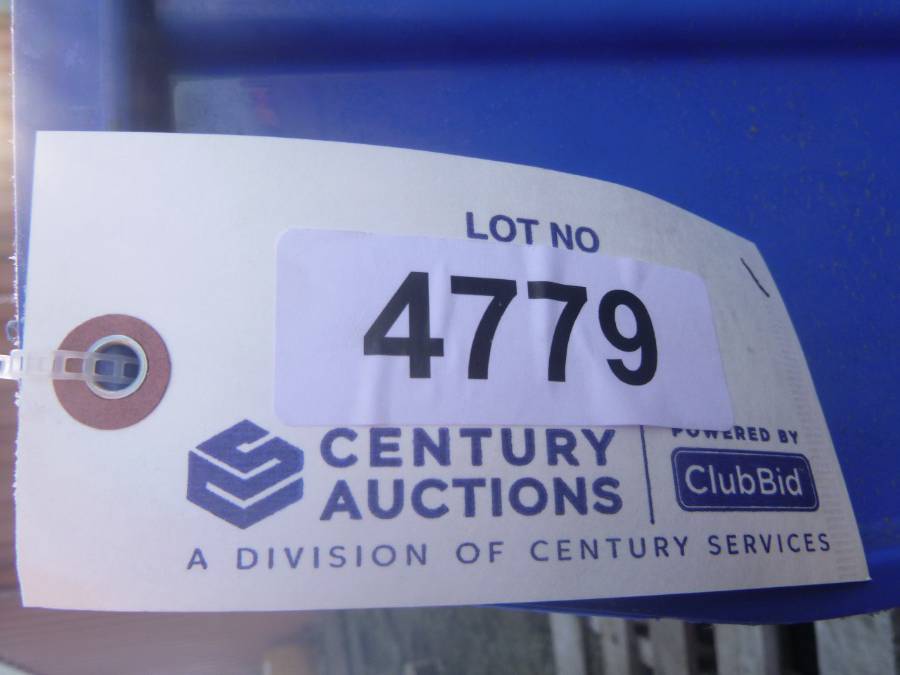 LOT NO
4779
CENTURY
AUCTIONS
POWERED BY
ClubBid
A DIVISION OF CENTURY SERVICES